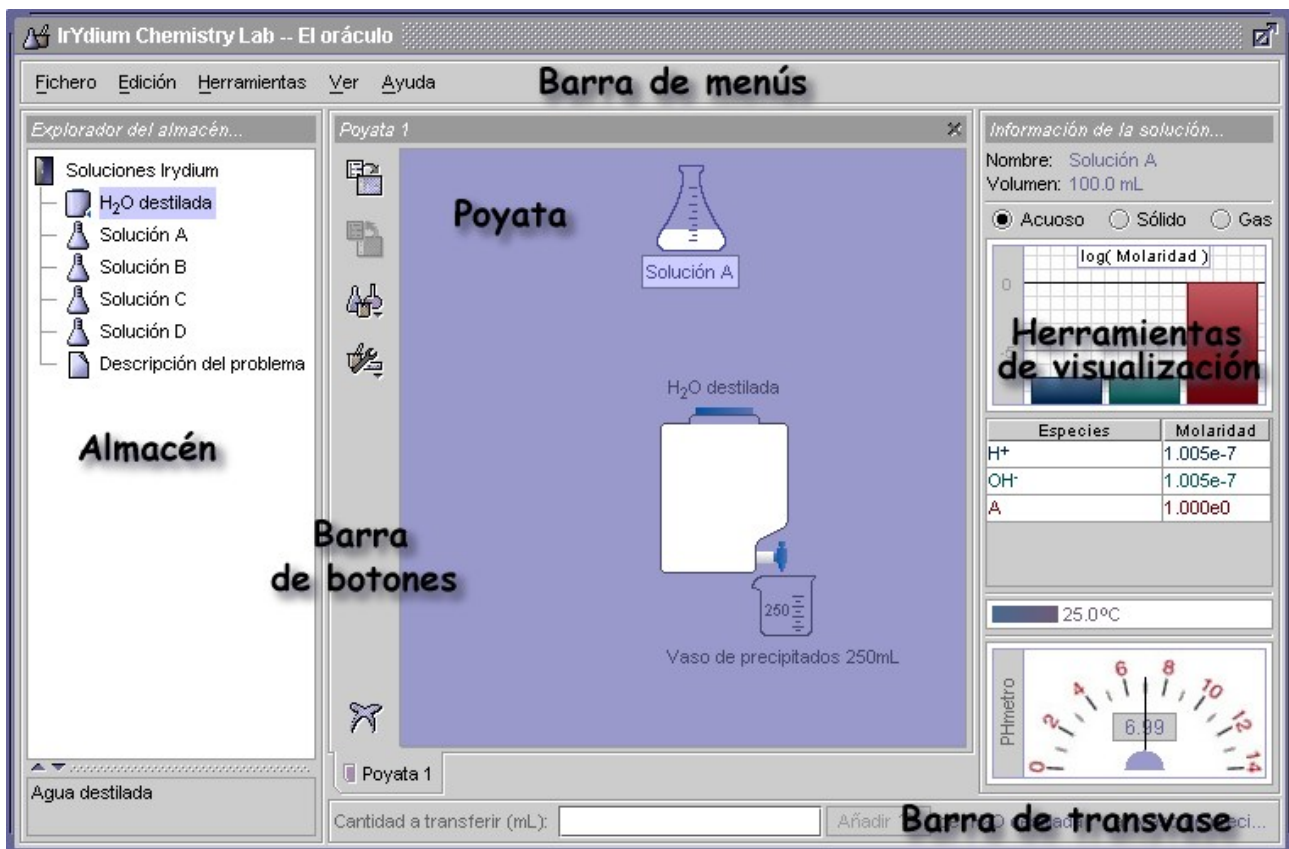 IrYdium Chemistry Lab -- El oráculo
Fichero Edición Herramientas Ver Ayuda
Barra de menús
Explorador del almacén...
Soluciones Irydium
H₂O destilada
Solución A
Solución B
Solución C
Solución D
Descripción del problema
Almacén
Agua destilada
Barra
de botones
Poyata 1
Poyata
Solución A
H₂O destilada
250
Vaso de precipitados 250mL
Poyata 1
Cantidad a transferir (mL):
Añadir
Barra de transvase
Información de la solución...
Nombre: Solución A
Volumen: 100.0 mL
Acuoso Sólido Gas
log( Molaridad )
0
Herramientas
de visualización
Especies Molaridad
H+ 1.005e-7
OH- 1.005e-7
A 1.000e0
25.0ºC
PHmetro
0 2 4 6 8 10 12 14
6.99